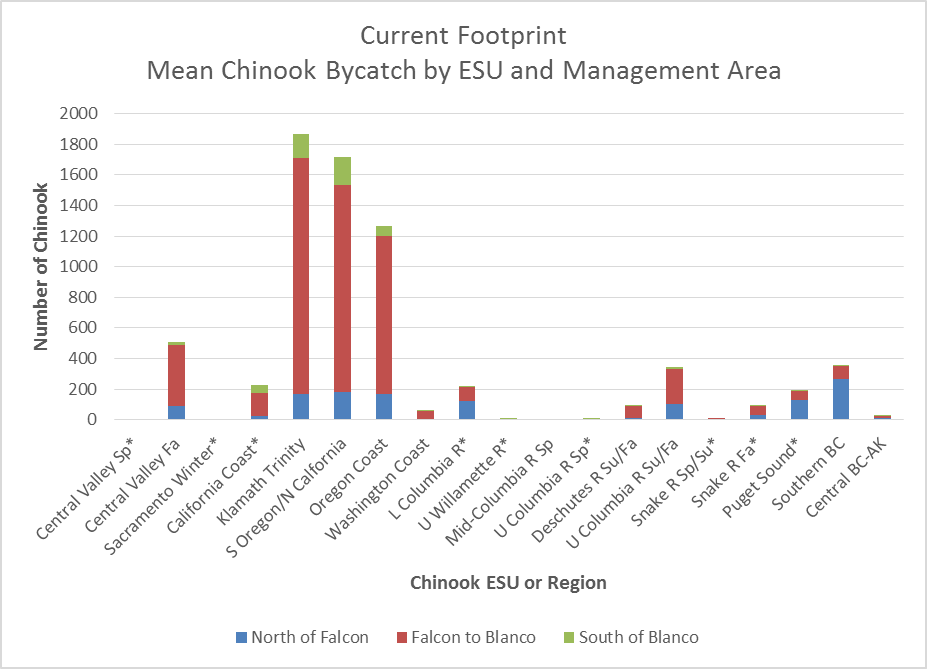 Current Footprint
Mean Chinook Bycatch by ESU and Management Area
Number of Chinook
2000
1800
1600
1400
1200
1000
800
600
400
200
0
Central Valley Sp*
Central Valley Fa
Sacramento Winter*
California Coast*
Klamath Trinity
S Oregon/N Calfornia
Oregon Coast
Washington Coast
L Columbia R*
U Willamette R*
Mid-Columbia R Sp
U Columbia R Sp*
Deschutes R Su/Fa
U Columbia R Su/Fa
Snake R Sp/Su*
Snake R Fa*
Puget Sound*
Southern BC
Central BC-AK
Chinook ESU or Region
North of Falcon
Falcon to Blanco
South of Blanco